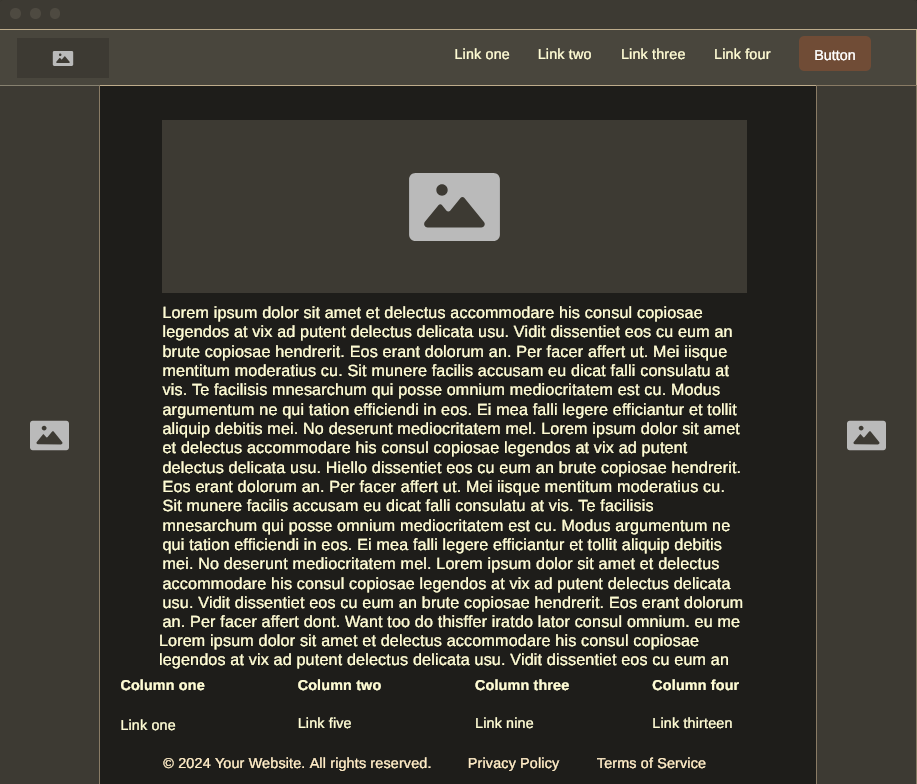 Link one Link two Link three Link four Button
Lorem ipsum dolor sit amet et delectus accommodare his consul copiosae
legendos at vix ad putent delectus delicata usu. Vidit dissentiet eos cu eum an
brute copiosae hendrerit. Eos erant dolorum an. Per facer affert ut. Mei iisque
mentitum moderatius cu. Sit munere facilis accusam eu dicat falli consulatu at
vis. Te facilisis mnesarchum qui posse omnium mediocritatem est cu. Modus
argumentum ne qui tation efficiendi in eos. Ei mea falli legere efficiantur et tollit
aliquip debitis mei. No deserunt mediocritatem mel. Lorem ipsum dolor sit amet
et delectus accommodare his consul copiosae legendos at vix ad putent
delectus delicata usu. Hiello dissentiet eos cu eum an brute copiosae hendrerit.
Eos erant dolorum an. Per facer affert ut. Mei iisque mentitum moderatius cu.
Sit munere facilis accusam eu dicat falli consulatu at vis. Te facilisis
mnesarchum qui posse omnium mediocritatem est cu. Modus argumentum ne
qui tation efficiendi in eos. Ei mea falli legere efficiantur et tollit aliquip debitis
mei. No deserunt mediocritatem mel. Lorem ipsum dolor sit amet et delectus
accommodare his consul copiosae legendos at vix ad putent delectus delicata
usu. Vidit dissentiet eos cu eum an brute copiosae hendrerit. Eos erant dolorum
an. Per facer affert dont. Want too do thisffer iratdo lator consul omnium. eu me
Lorem ipsum dolor sit amet et delectus accommodare his consul copiosae
legendos at vix ad putent delectus delicata usu. Vidit dissentiet eos cu eum an
Column one Column two Column three Column four
Link one Link five Link nine Link thirteen
© 2024 Your Website. All rights reserved. Privacy Policy Terms of Service